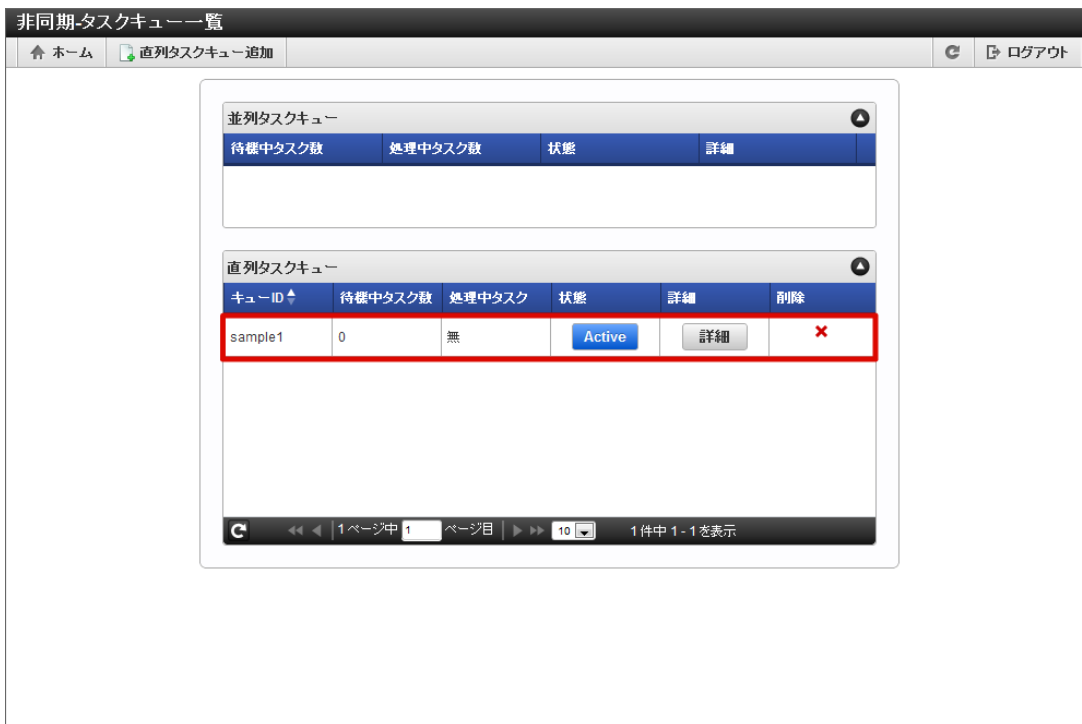 非同期-タスクキュー一覧
ホーム 直列タスクキュー追加 ログアウト
並列タスクキュー
待機中タスク数 処理中タスク数 状態 詳細
直列タスクキュー
キューID 待機中タスク数 処理中タスク 状態 詳細 削除
sample1 0 無 Active 詳細
1 ページ中 1 ページ目 10 1 件中 1 - 1 を表示